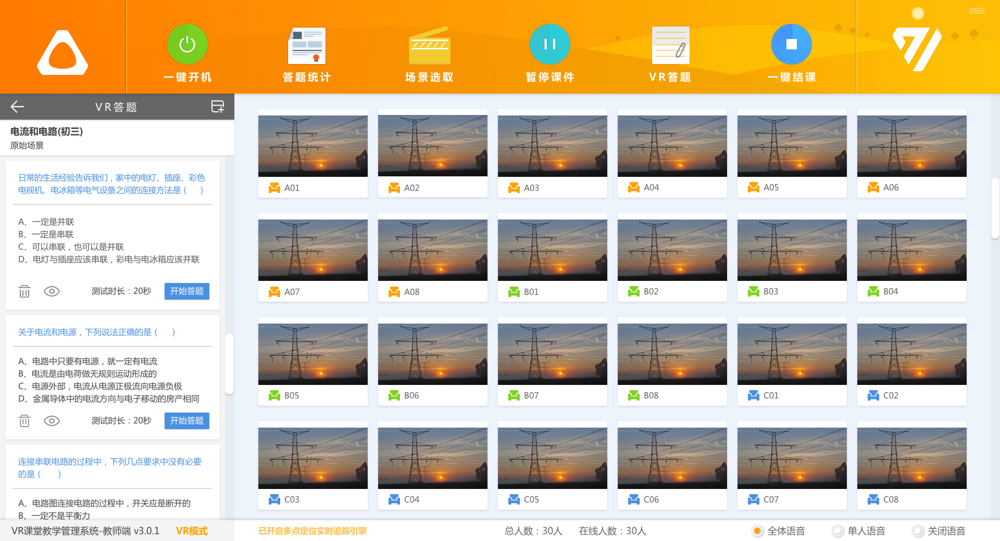 一键开机
答题统计
场景选取
暂停课件
VR答题
一键结课
VR答题
电流和电路(初三)
原始场景
日常的生活经验告诉我们，家中的电灯、插座、彩色
电视机、电冰箱等电气设备之间的连接方法是 (　　)
A、一定是并联
B、一定是串联
C、可以串联，也可以是并联
D、电灯与插座应该串联，彩电与电冰箱应该并联
测试时长：20秒
开始答题
关于电流和电源，下列说法正确的是 (　　)
A、电路中只要有电源，就一定有电流
B、电流是由电荷做无规则运动形成的
C、电源外部，电流从电源正极流向电源负极
D、金属导体中的电流方向与电子移动的房产相同
测试时长：20秒
开始答题
连接串联电路的过程中，下列几点要求中没有必要
的是 (　　)
A、电路图连接电路的过程中，开关应是断开的
B、一定不是平衡力
A01
A02
A03
A04
A05
A06
A07
A08
B01
B02
B03
B04
B05
B06
B07
B08
C01
C02
C03
C04
C05
C06
C07
C08
VR课堂教学管理系统-教师端 v3.0.1
VR模式
已开启多点定位实时追踪引擎
总人数：30人
在线人数：30人
全体语音
单人语音
关闭语音